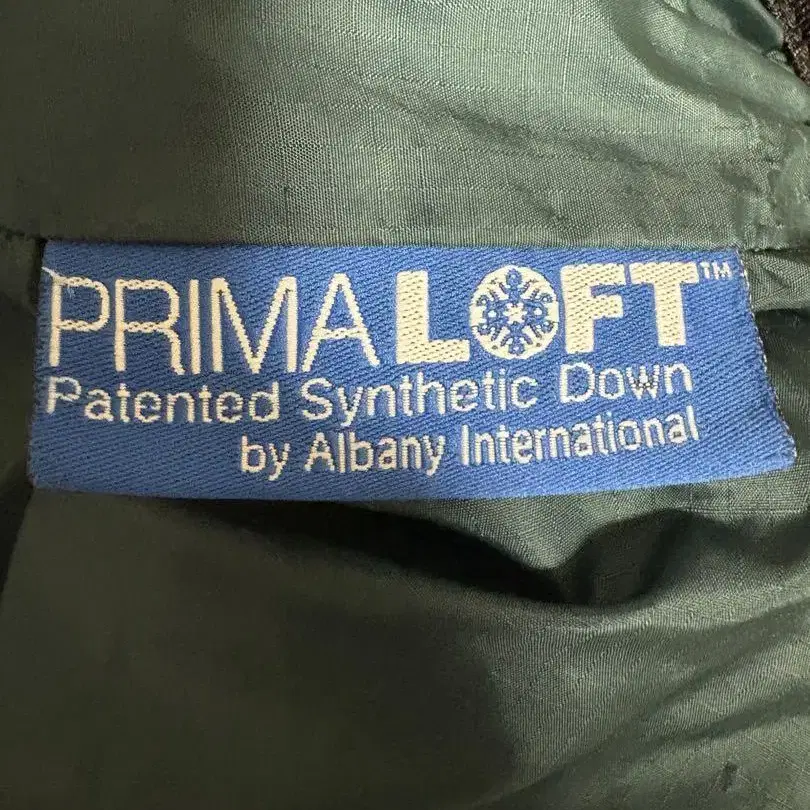 PRIMALOFT™
Patented Synthetic Down
by Albany International